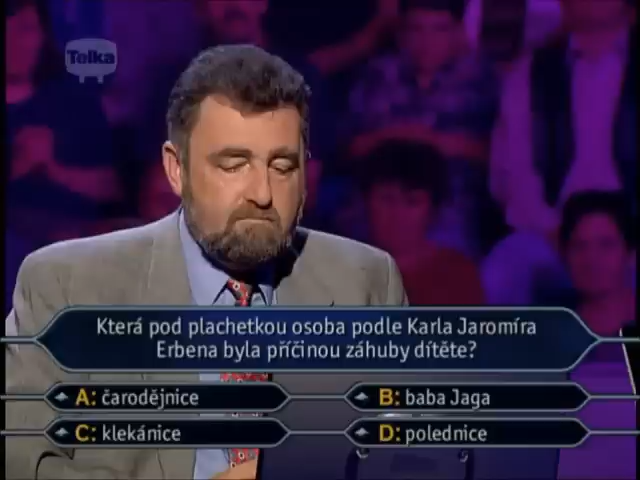 Telka
Která pod plachetkou osoba podle Karla Jaromíra
Erbena byla příčinou záhuby dítěte?
A: čarodějnice
B: baba Jaga
C: klekánice
D: polednice